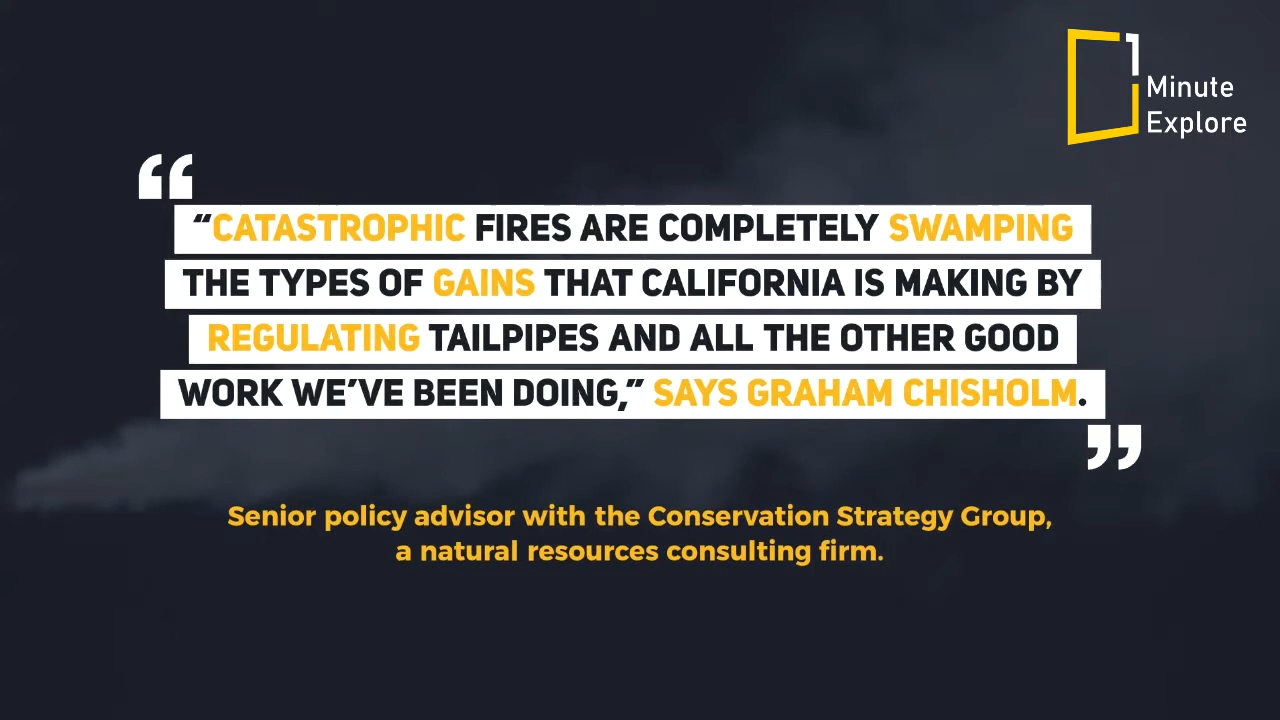 1 Minute
Explore
“
“CATASTROPHIC FIRES ARE COMPLETELY SWAMPING
THE TYPES OF GAINS THAT CALIFORNIA IS MAKING BY
REGULATING TAILPIPES AND ALL THE OTHER GOOD
WORK WE’VE BEEN DOING,” SAYS GRAHAM CHISHOLM.
”
Senior policy advisor with the Conservation Strategy Group,
a natural resources consulting firm.